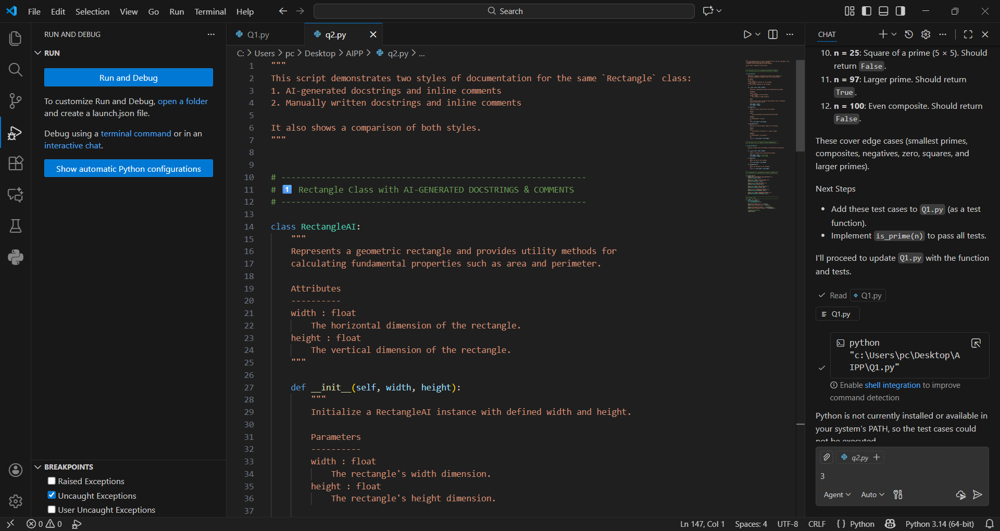 File Edit Selection View Go Run Terminal Help
Search
RUN AND DEBUG
RUN
Run and Debug
To customize Run and Debug, open a folder
and create a launch.json file.
Debug using a terminal command or in an
interactive chat.
Show automatic Python configurations
BREAKPOINTS
Raised Exceptions
Uncaught Exceptions
User Uncaught Exceptions
Q1.py
q2.py
C: > Users > pc > Desktop > AIPP > q2.py > ...
1 """
2 This script demonstrates two styles of documentation for the same `Rectangle` class:
3 1. AI-generated docstrings and inline comments
4 2. Manually written docstrings and inline comments
5
6 It also shows a comparison of both styles.
7 """
8
9
10 # -------------------------------------------------------------
11 # 1️⃣ Rectangle Class with AI-GENERATED DOCSTRINGS & COMMENTS
12 # -------------------------------------------------------------
13
14 class RectangleAI:
15 """
16 Represents a geometric rectangle and provides utility methods for
17 calculating fundamental properties such as area and perimeter.
18
19 Attributes
20 ----------
21 width : float
22 The horizontal dimension of the rectangle.
23 height : float
24 The vertical dimension of the rectangle.
25 """
26
27 def __init__(self, width, height):
28 """
29 Initialize a RectangleAI instance with defined width and height.
30
31 Parameters
32 ----------
33 width : float
34 The rectangle's width dimension.
35 height : float
36 The rectangle's height dimension.
37
CHAT
10. n = 25: Square of a prime (5 × 5). Should
return False.
11. n = 97: Larger prime. Should return
True.
12. n = 100: Even composite. Should return
False.
These cover edge cases (smallest primes,
composites, negatives, zero, squares, and
larger primes).
Next Steps
• Add these test cases to Q1.py (as a test
function).
• Implement is_prime(n) to pass all tests.
I'll proceed to update Q1.py with the function
and tests.
Read Q1.py
Q1.py
python
"c:\Users\pc\Desktop\A
IPP\Q1.py"
Enable shell integration to improve
command detection
Python is not currently installed or available in
your system's PATH, so the test cases could
not be executed
q2.py
3
Agent Auto
0 0
Ln 147, Col 1 Spaces: 4 UTF-8 CRLF { } Python Python 3.14 (64-bit)